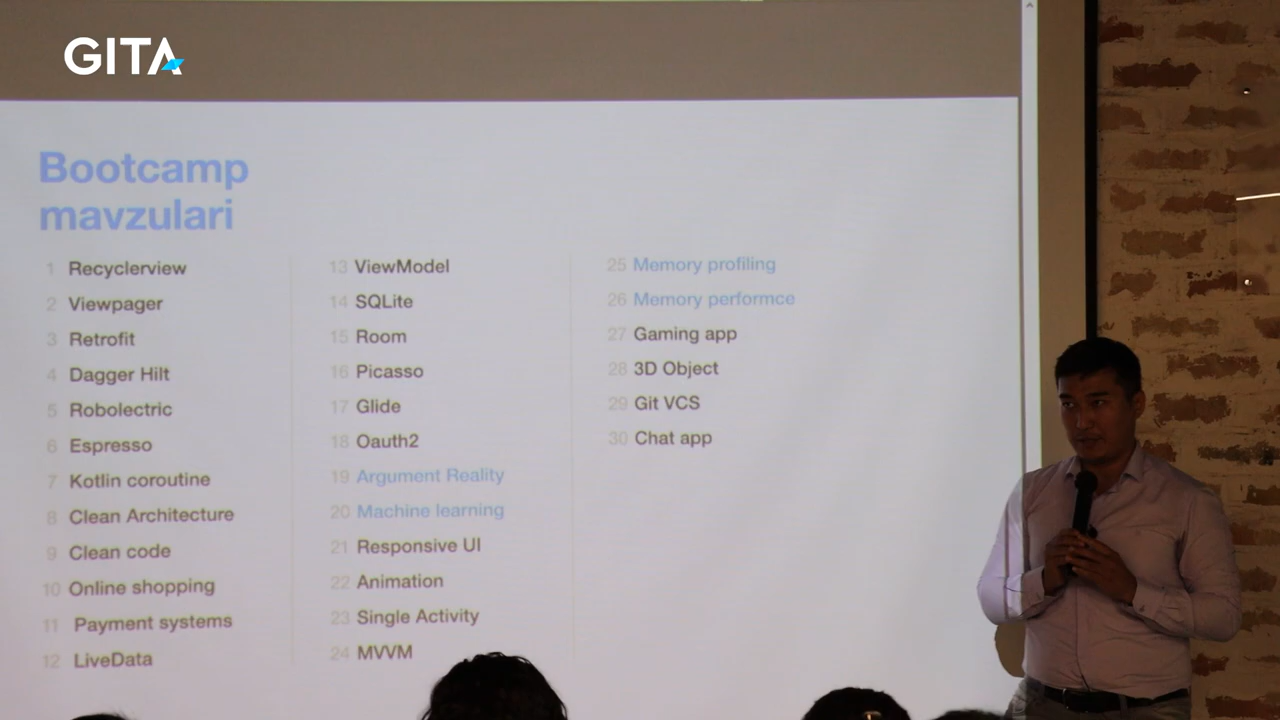 GITA
Bootcamp
mavzulari
1 Recyclerview
2 Viewpager
3 Retrofit
4 Dagger Hilt
5 Robolectric
6 Espresso
7 Kotlin coroutine
8 Clean Architecture
9 Clean code
10 Online shopping
11 Payment systems
12 LiveData
13 ViewModel
14 SQLite
15 Room
16 Picasso
17 Glide
18 Oauth2
19 Argument Reality
20 Machine learning
21 Responsive UI
22 Animation
23 Single Activity
24 MVVM
25 Memory profiling
26 Memory performce
27 Gaming app
28 3D Object
29 Git VCS
30 Chat app